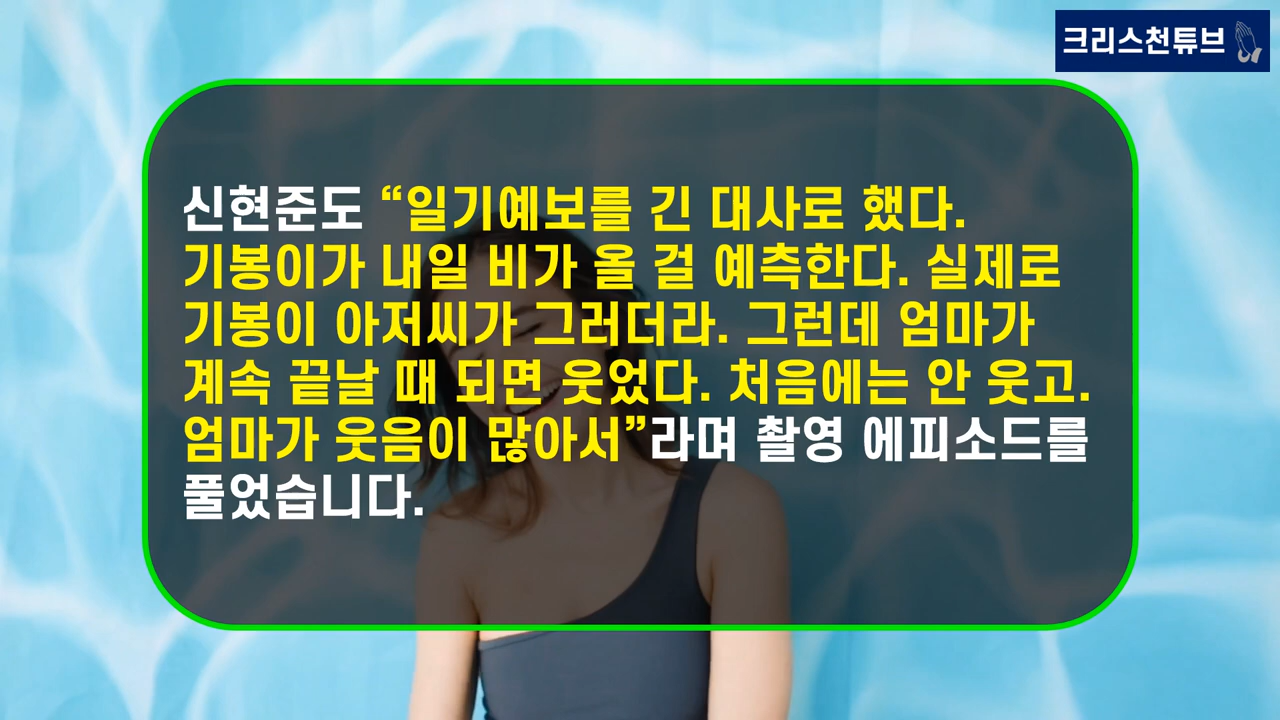 크리스천튜브
신현준도 “일기예보를 긴 대사로 했다.
기봉이가 내일 비가 올 걸 예측한다. 실제로
기봉이 아저씨가 그러더라. 그런데 엄마가
계속 끝날 때 되면 웃었다. 처음에는 안 웃고.
엄마가 웃음이 많아서”라며 촬영 에피소드를
풀었습니다.